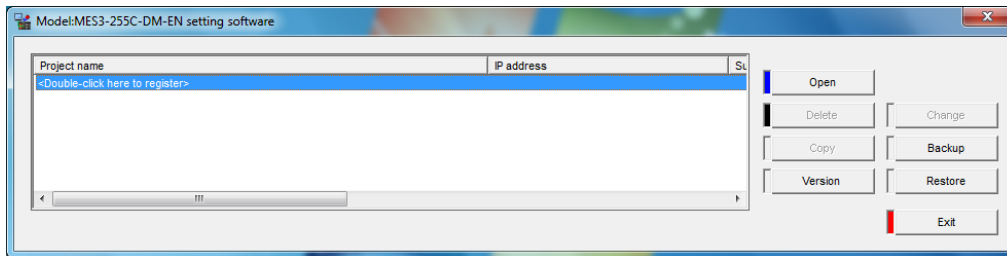 Model:MES3-255C-DM-EN setting software
Project name IP address Su
<Double-click here to register>
Open
Delete Change
Copy Backup
Version Restore
Exit